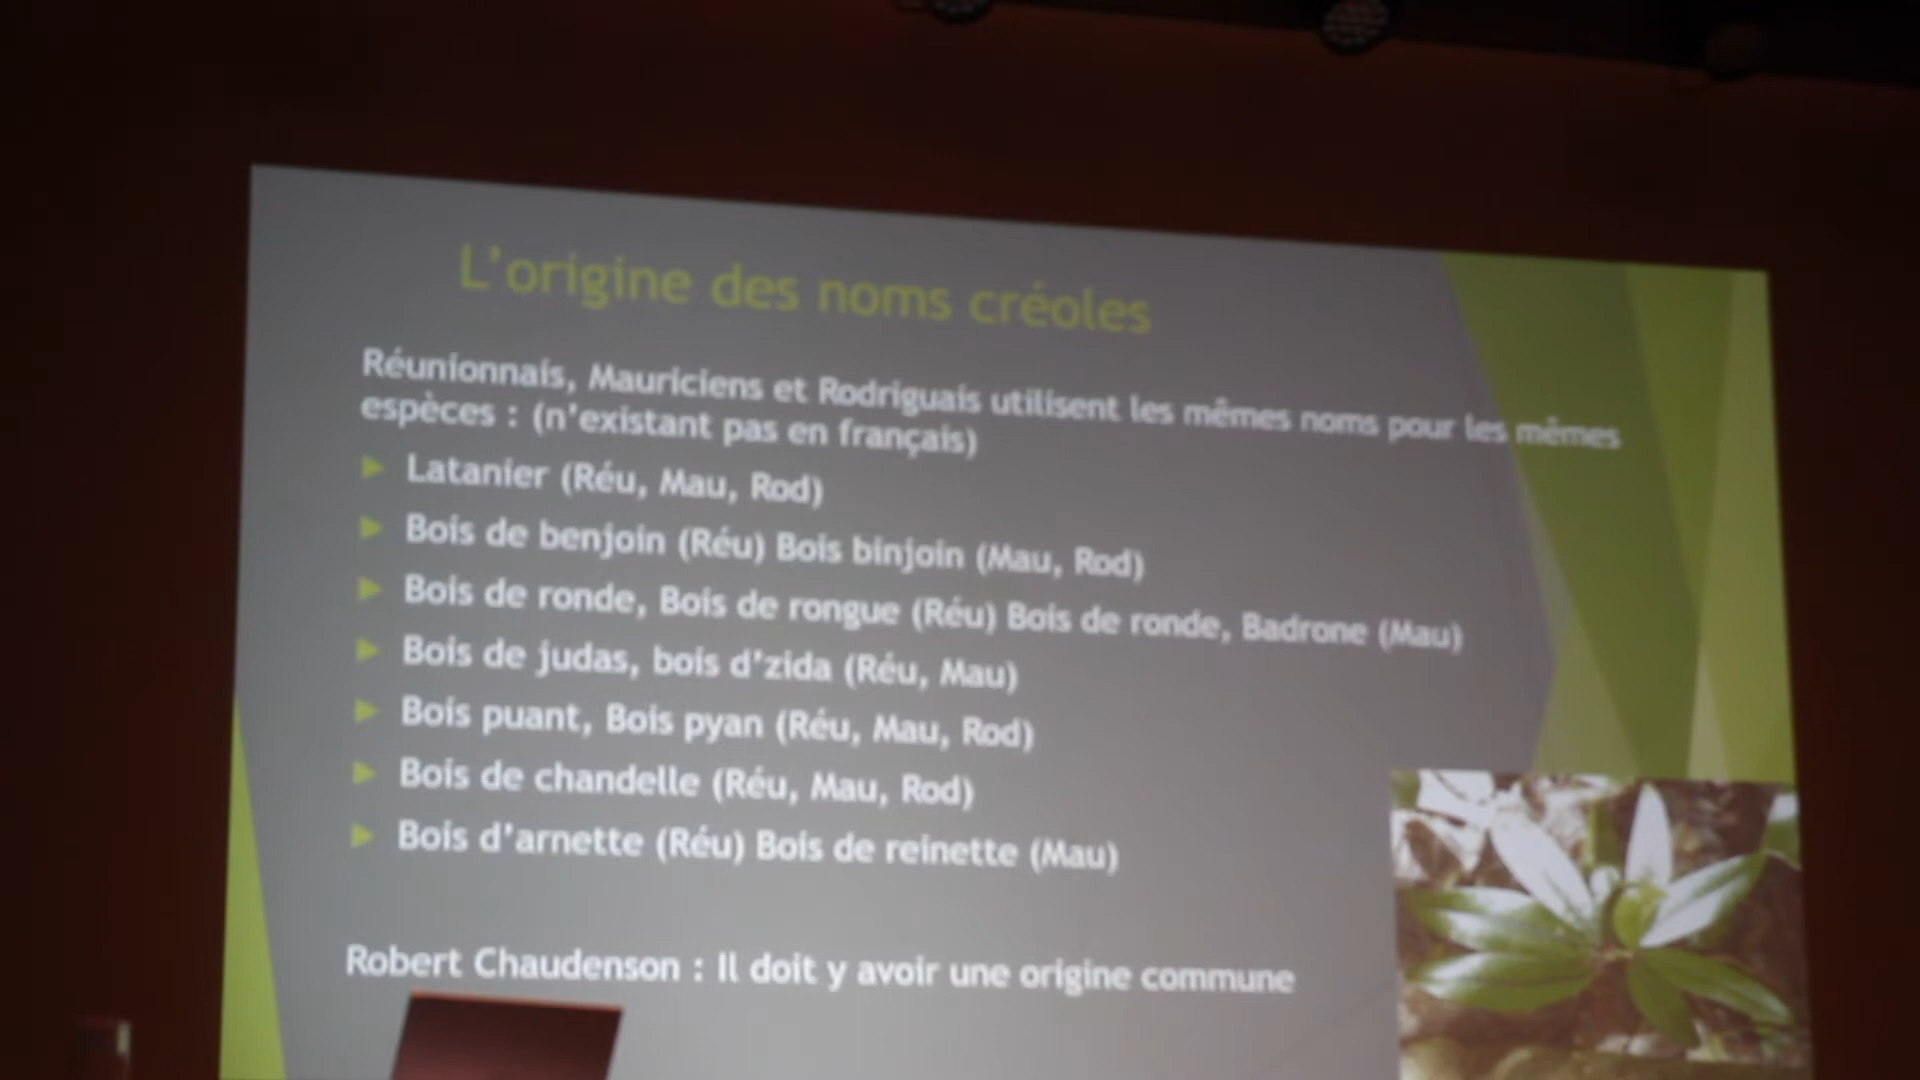 L'origine des noms créoles
Réunionnais, Mauriciens et Rodriguais utilisent les mêmes noms pour les mêmes
espèces : (n'existant pas en français)
Latanier (Réu, Mau, Rod)
Bois de benjoin (Réu) Bois binjoin (Mau, Rod)
Bois de ronde, Bois de rongue (Réu) Bois de ronde, Badrone (Mau)
Bois de judas, bois d'zida (Réu, Mau)
Bois puant, Bois pyan (Réu, Mau, Rod)
Bois de chandelle (Réu, Mau, Rod)
Bois d'arnette (Réu) Bois de reinette (Mau)
Robert Chaudenson : Il doit y avoir une origine commune